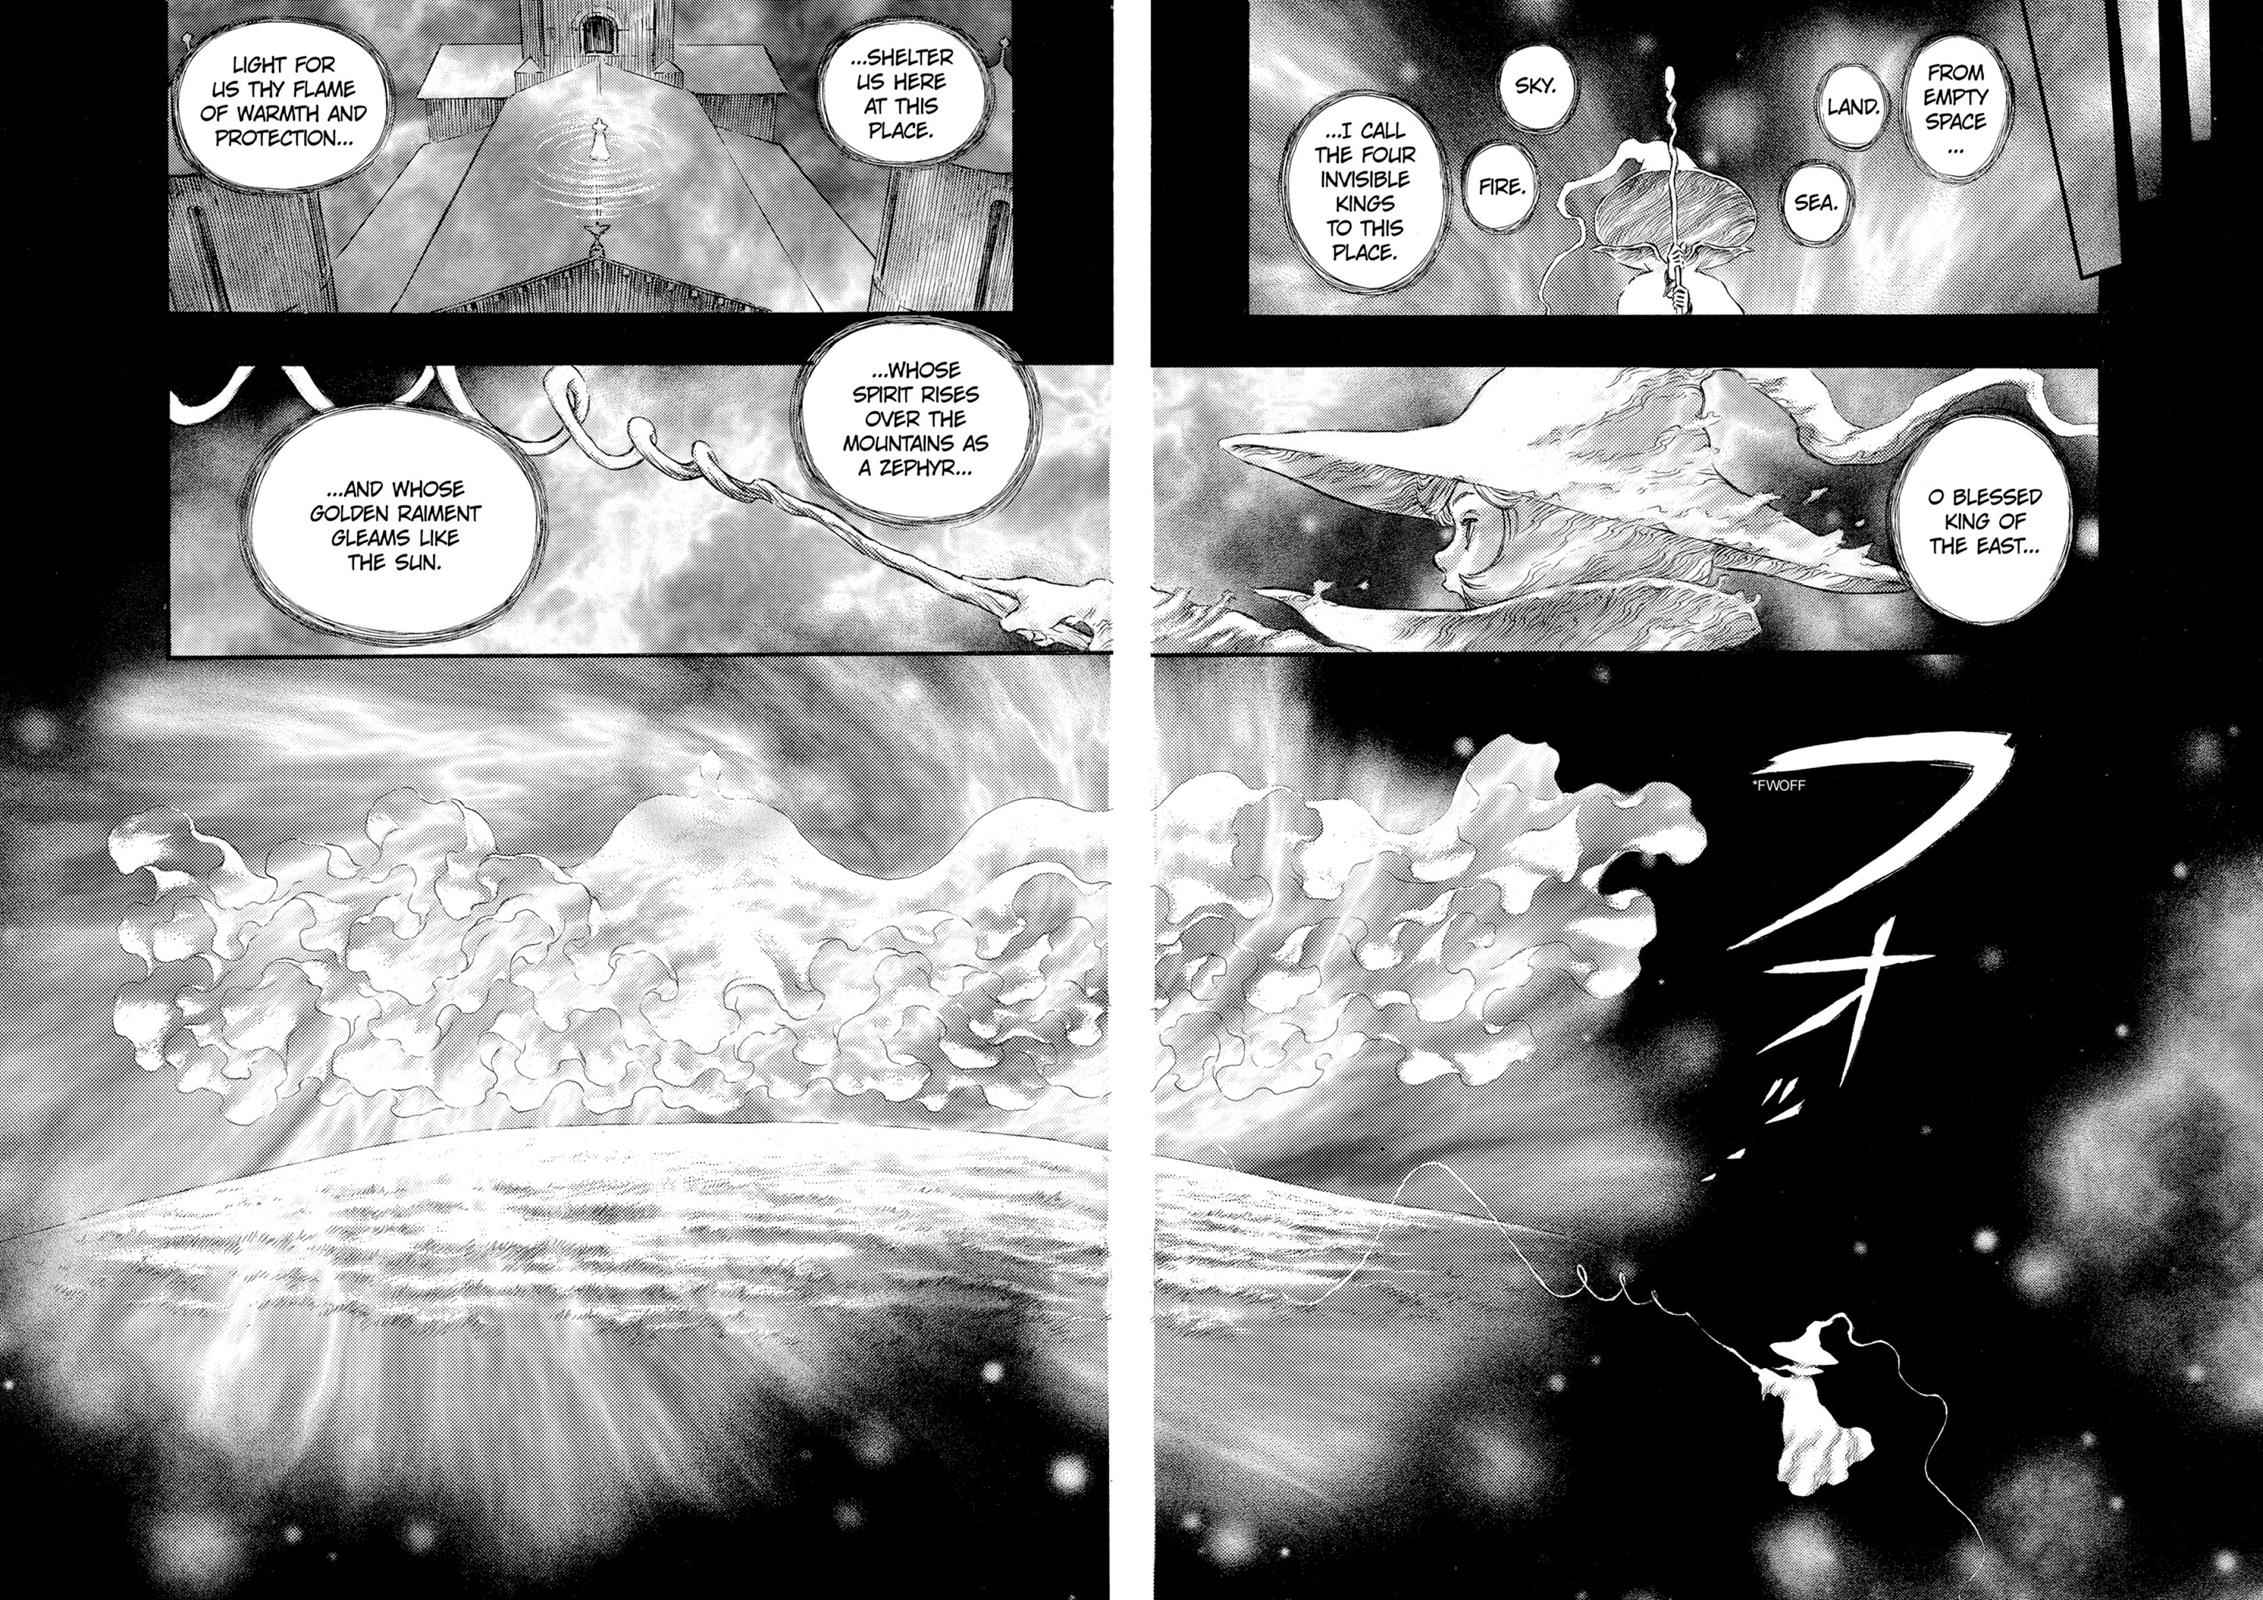 FROM
EMPTY
SPACE
...
LAND.
SEA.
SKY.
FIRE.
...I CALL
THE FOUR
INVISIBLE
KINGS
TO THIS
PLACE.
...SHELTER
US HERE
AT THIS
PLACE.
LIGHT FOR
US THY FLAME
OF WARMTH AND
PROTECTION...
O BLESSED
KING OF
THE EAST...
...WHOSE
SPIRIT RISES
OVER THE
MOUNTAINS AS
A ZEPHYR...
...AND WHOSE
GOLDEN RAIMENT
GLEAMS LIKE
THE SUN.
フオッ
*FWOFF